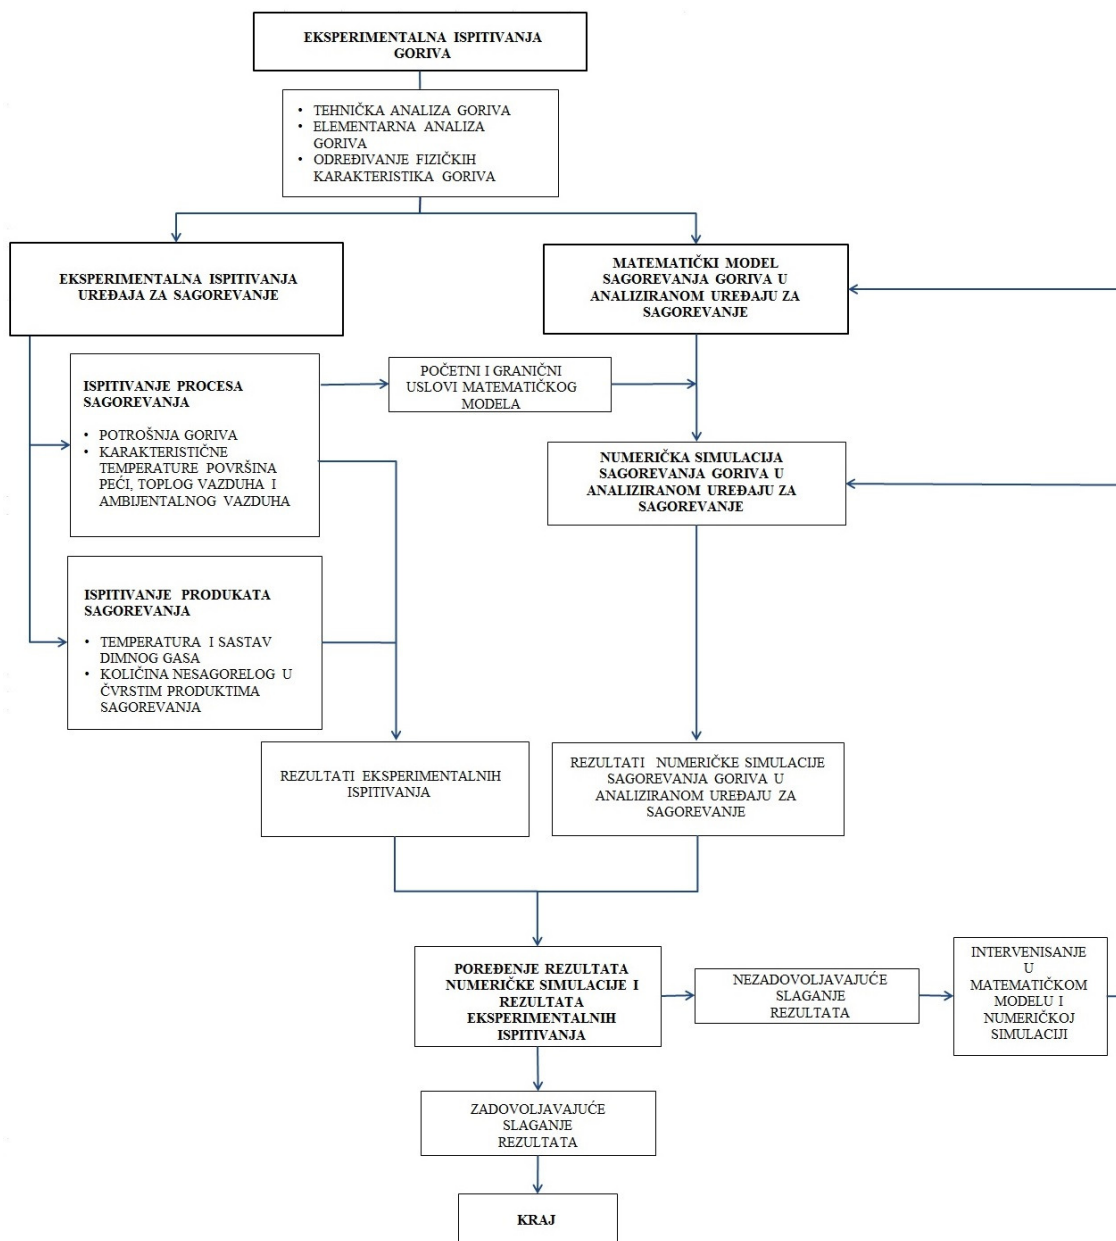 EKSPERIMENTALNA ISPITIVANJA
GORIVA
• TEHNIČKA ANALIZA GORIVA
• ELEMENTARNA ANALIZA
GORIVA
• ODREĐIVANJE FIZIČKIH
KARAKTERISTIKA GORIVA
EKSPERIMENTALNA ISPITIVANJA
UREĐAJA ZA SAGOREVANJE
MATEMATIČKI MODEL
SAGOREVANJA GORIVA U
ANALIZIRANOM UREĐAJU ZA
SAGOREVANJE
ISPITIVANJE PROCESA
SAGOREVANJA
• POTROŠNJA GORIVA
• KARAKTERISTIČNE
TEMPERATURE POVRŠINA
PEĆI, TOPLOG VAZDUHA I
AMBIJENTALNOG VAZDUHA
POČETNI I GRANIČNI
USLOVI MATEMATIČKOG
MODELA
NUMERIČKA SIMULACIJA
SAGOREVANJA GORIVA U
ANALIZIRANOM UREĐAJU ZA
SAGOREVANJE
ISPITIVANJE PRODUKATA
SAGOREVANJA
• TEMPERATURA I SASTAV
DIMNOG GASA
• KOLIČINA NESAGORELOG U
ČVRSTIM PRODUKTIMA
SAGOREVANJA
REZULTATI EKSPERIMENTALNIH
ISPITIVANJA
REZULTATI NUMERIČKE SIMULACIJE
SAGOREVANJA GORIVA U
ANALIZIRANOM UREĐAJU ZA
SAGOREVANJE
POREĐENJE REZULTATA
NUMERIČKE SIMULACIJE I
REZULTATA
EKSPERIMENTALNIH
ISPITIVANJA
NEZADOVOLJAVAJUĆE
SLAGANJE
REZULTATA
INTERVENISANJE
U
MATEMATIČKOM
MODELU I
NUMERIČKOJ
SIMULACIJI
ZADOVOLJAVAJUĆE
SLAGANJE
REZULTATA
KRAJ